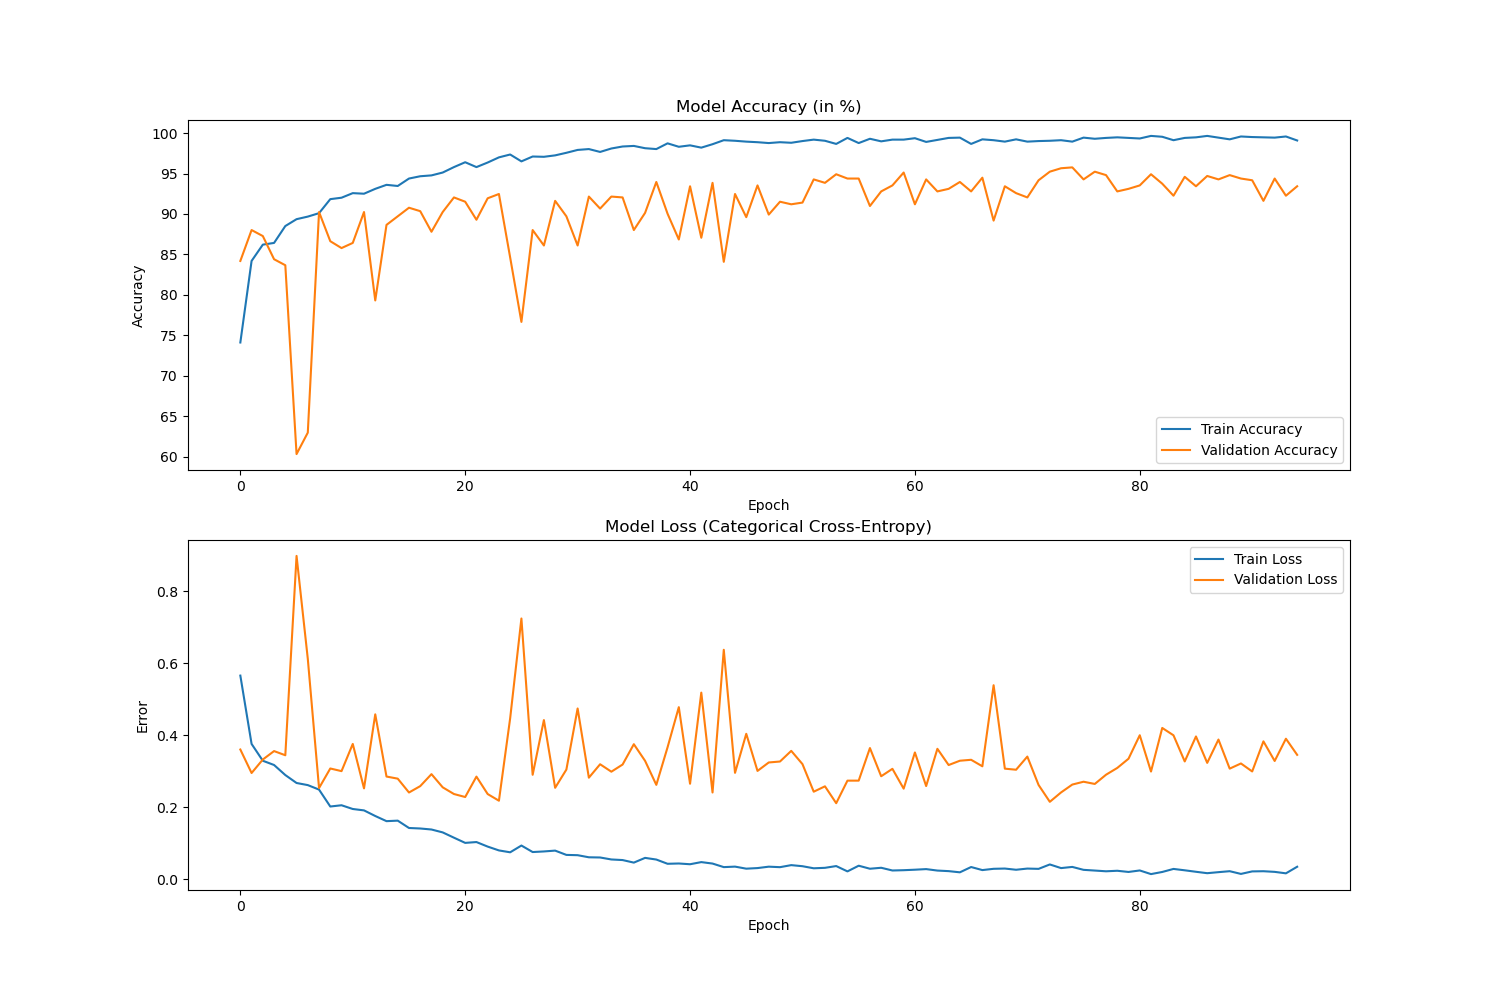 Model Accuracy (in %)
Accuracy
100
95
90
85
80
75
70
65
60
Train Accuracy
Validation Accuracy
0 20 40 60 80
Epoch
Model Loss (Categorical Cross-Entropy)
Error
0.8
0.6
0.4
0.2
0.0
Train Loss
Validation Loss
0 20 40 60 80
Epoch